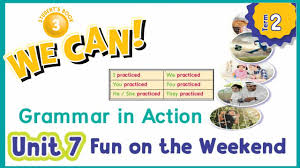 STUDENT'S BOOK
3
WE CAN!
2
I practiced We practiced
You practiced You practiced
He / She practiced They practiced
Grammar in Action
Unit 7 Fun on the Weekend